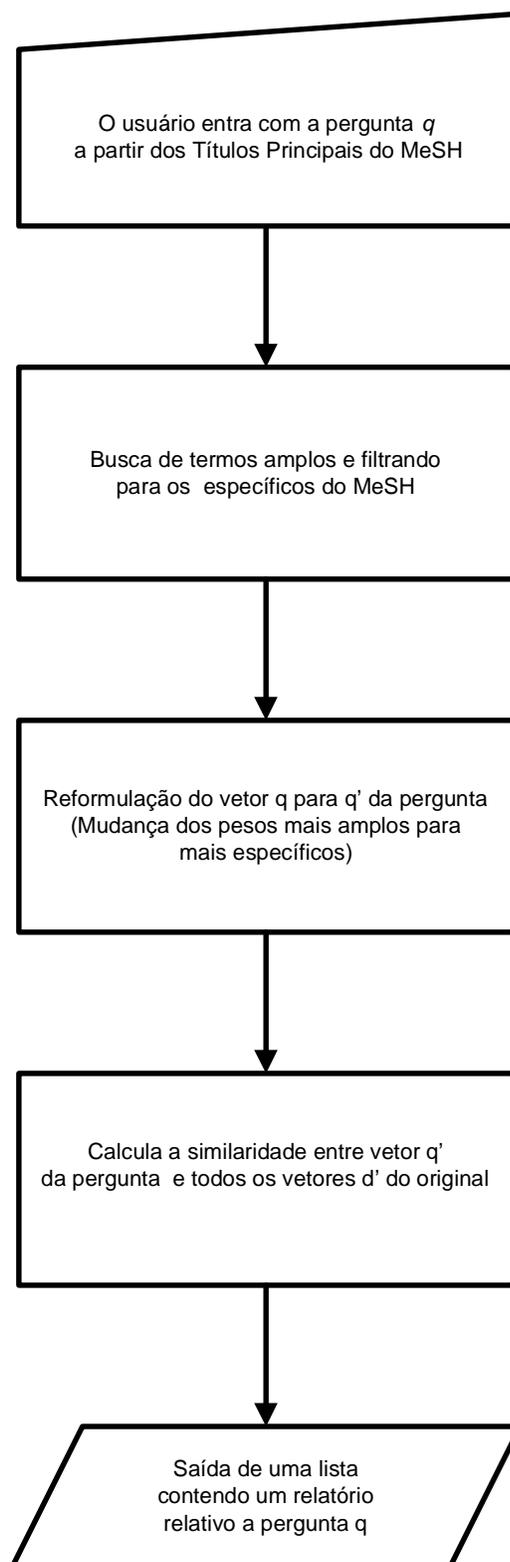 O usuário entra com a pergunta q
a partir dos Títulos Principais do MeSH
Busca de termos amplos e filtrando
para os específicos do MeSH
Reformulação do vetor q para q’ da pergunta
(Mudança dos pesos mais amplos para
mais específicos)
Calcula a similaridade entre vetor q’
da pergunta e todos os vetores d’ do original
Saída de uma lista
contendo um relatório
relativo a pergunta q